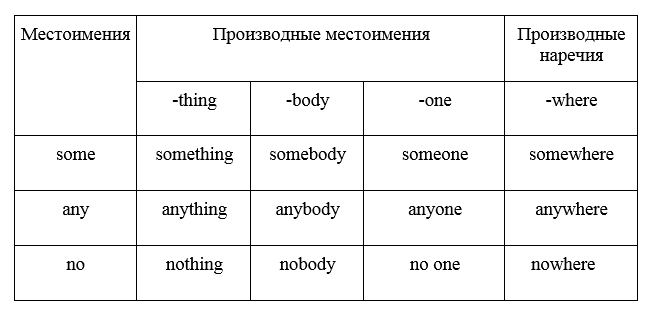 Местоимения Производные местоимения Производные
наречия
-thing -body -one -where
some something somebody someone somewhere
any anything anybody anyone anywhere
no nothing nobody no one nowhere